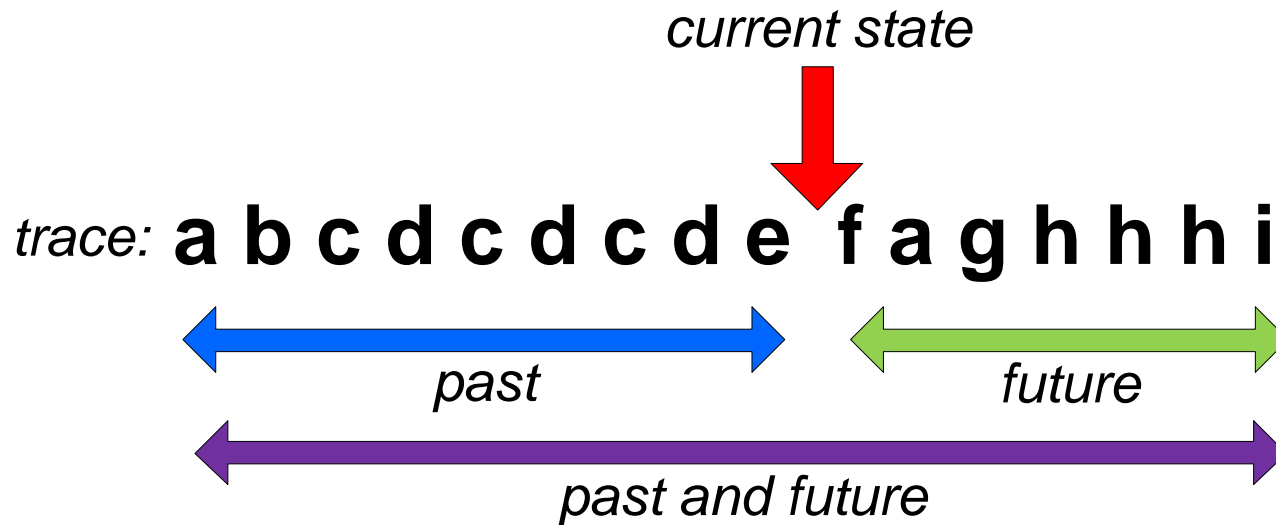 current state
trace: a b c d c d c d e f a g h h h i
past
future
past and future